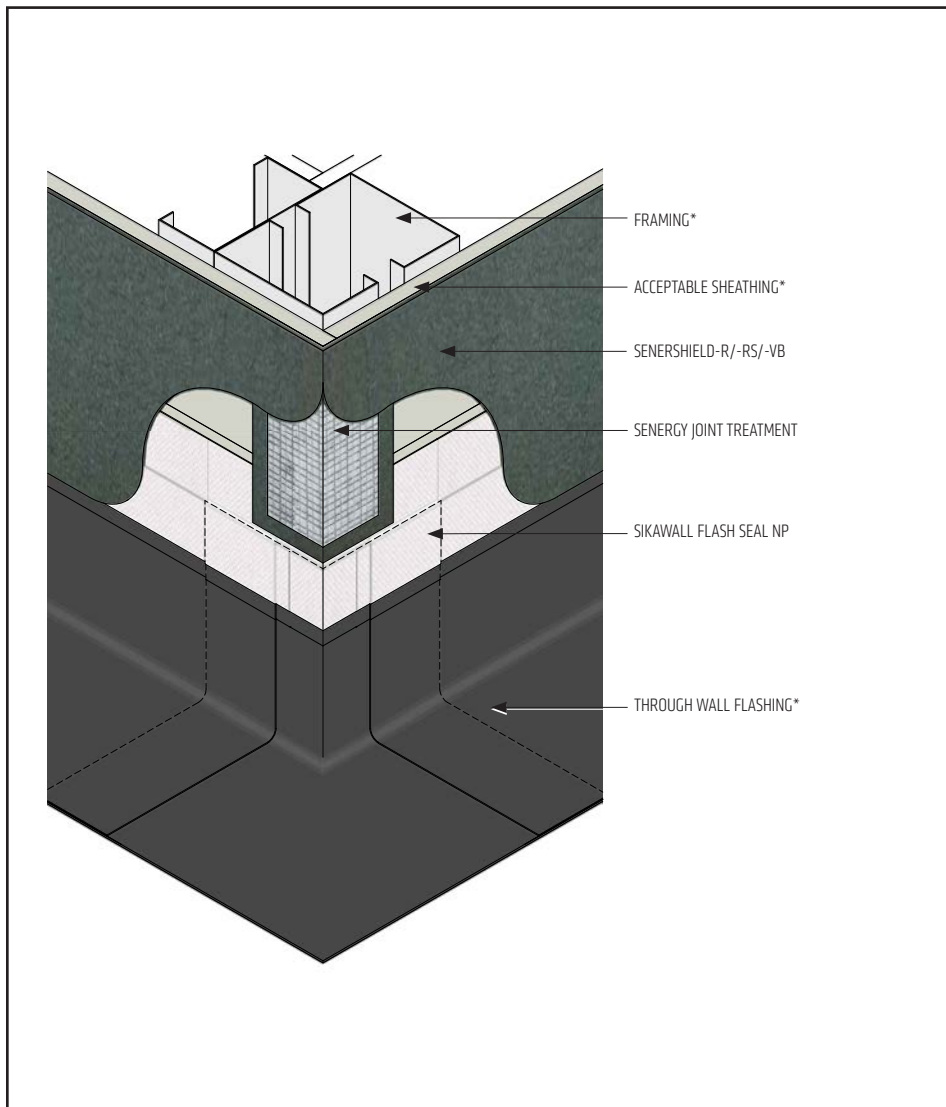 FRAMING*
ACCEPTABLE SHEATHING*
SENERSHIELD-R/-RS/-VB
SENERGY JOINT TREATMENT
SIKAWALL FLASH SEAL NP
THROUGH WALL FLASHING*